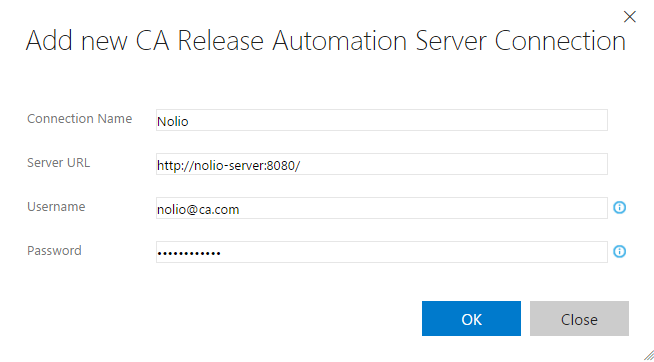 Add new CA Release Automation Server Connection
Connection Name
Nolio
Server URL
http://nolio-server:8080/
Username
nolio@ca.com
Password
••••••••••••
OK
Close